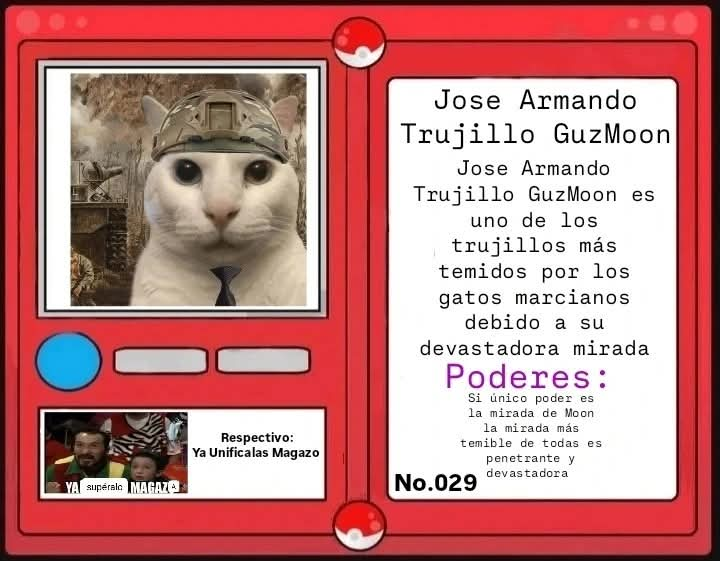 Jose Armando
Trujillo GuzMoon
Jose Armando
Trujillo GuzMoon es
uno de los
trujillos más
temidos por los
gatos marcianos
debido a su
devastadora mirada
Poderes:
Si único poder es
la mirada de Moon
la mirada más
temible de todas es
penetrante y
devastadora
No.029
Respectivo:
Ya Unificalas Magazo
YA supéralo MAGAZO